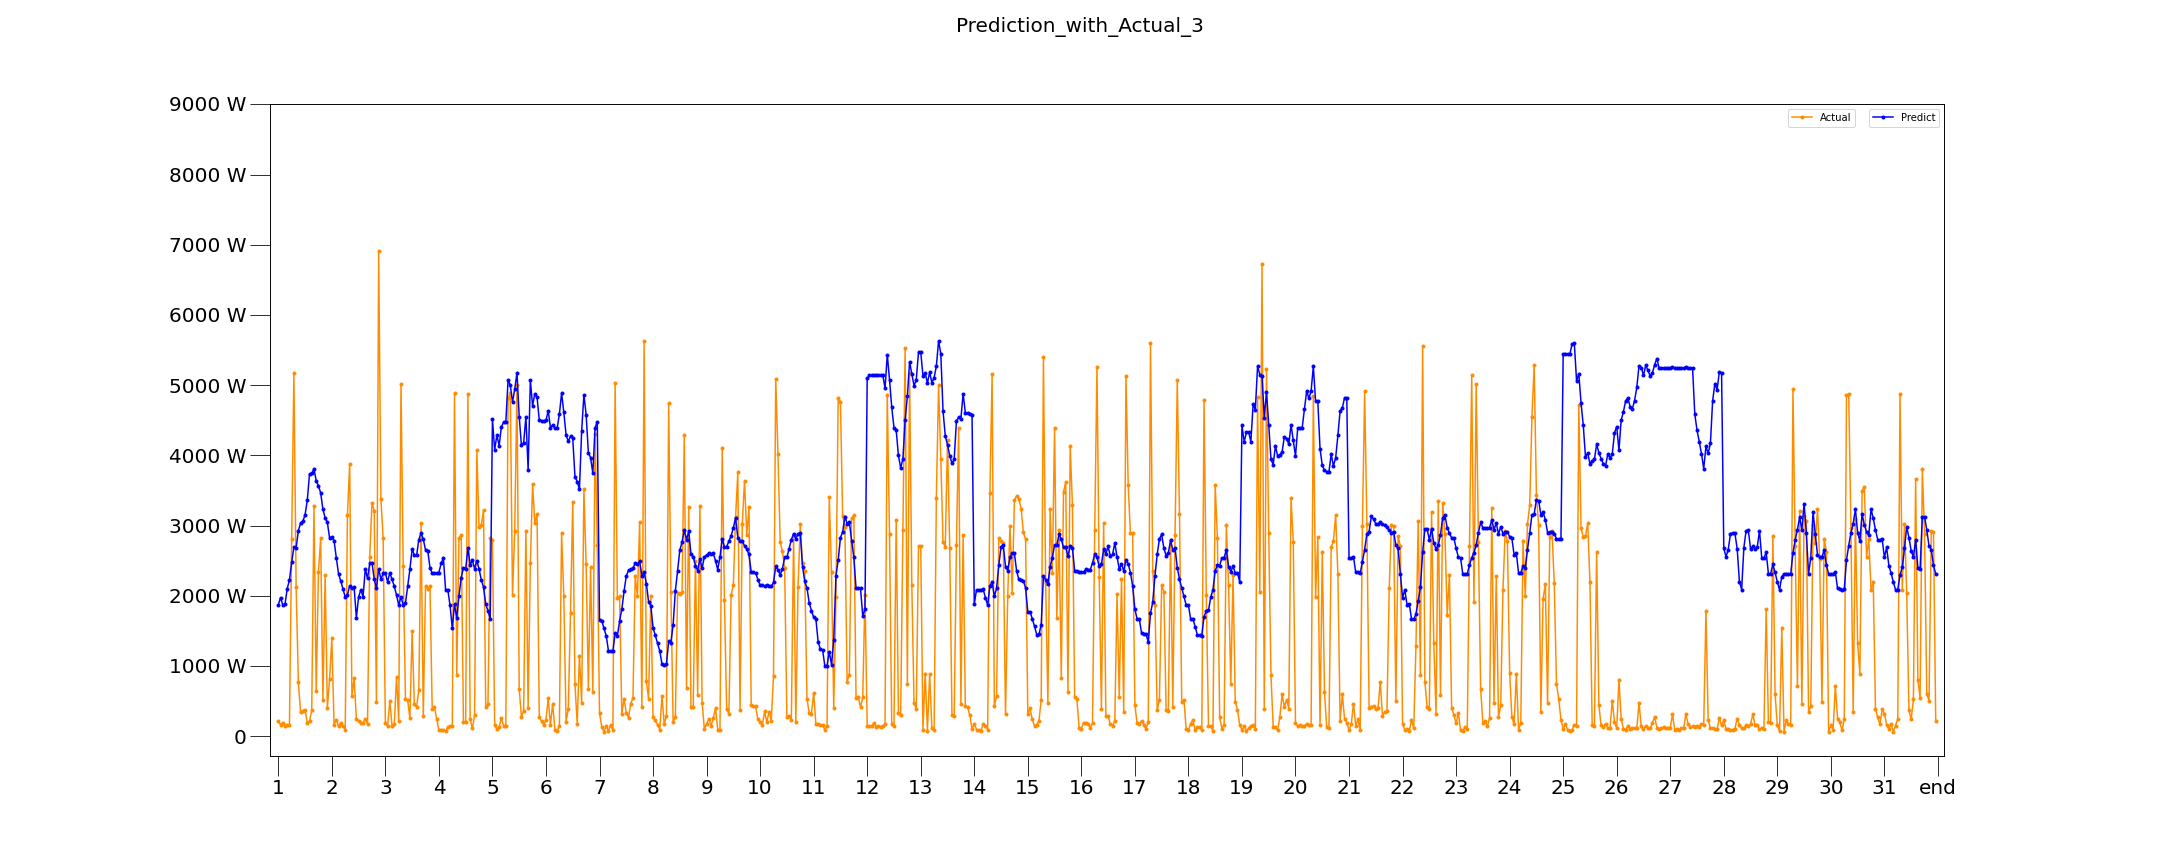 Prediction_with_Actual_3
9000 W
8000 W
7000 W
6000 W
5000 W
4000 W
3000 W
2000 W
1000 W
0
Actual Predict
1 2 3 4 5 6 7 8 9 10 11 12 13 14 15 16 17 18 19 20 21 22 23 24 25 26 27 28 29 30 31 end